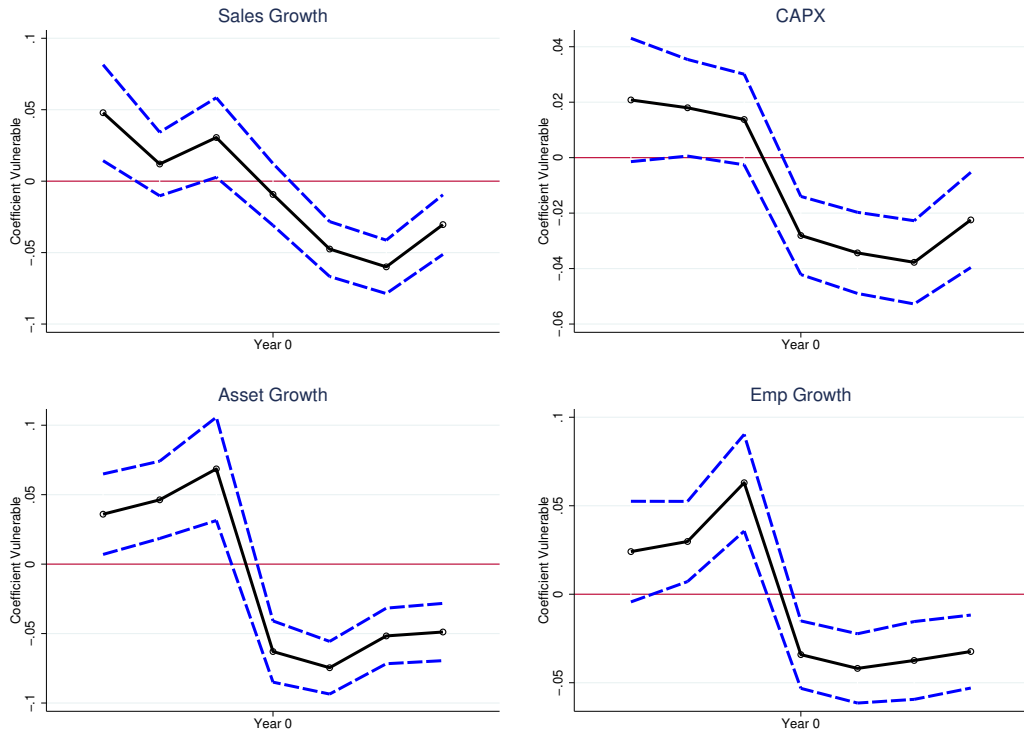 Sales Growth
Coefficient Vulnerable
.1
.05
0
-.05
-.1
Year 0
CAPX
Coefficient Vulnerable
.04
.02
0
-.02
-.04
-.06
Year 0
Asset Growth
Coefficient Vulnerable
.1
.05
0
-.05
-.1
Year 0
Emp Growth
Coefficient Vulnerable
.1
.05
0
-.05
Year 0